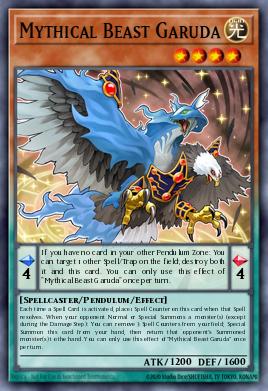 MYTHICAL BEAST GARUDA
光
If you have no card in your other Pendulum Zone: You
can target 1 other Spell/Trap on the field; destroy both
it and this card. You can only use this effect of
"Mythical Beast Garuda" once per turn.
4
4
[SPELLCASTER/PENDULUM/EFFECT]
Each time a Spell Card is activated, place 1 Spell Counter on this card when that Spell
resolves. When your opponent Normal or Special Summons a monster(s) (except
during the Damage Step): You can remove 3 Spell Counters from your field; Special
Summon this card from your hand, then return that opponent's Summoned
monster(s) to the hand. You can only use this effect of "Mythical Beast Garuda" once
per turn.
ATK/1200 DEF/1600